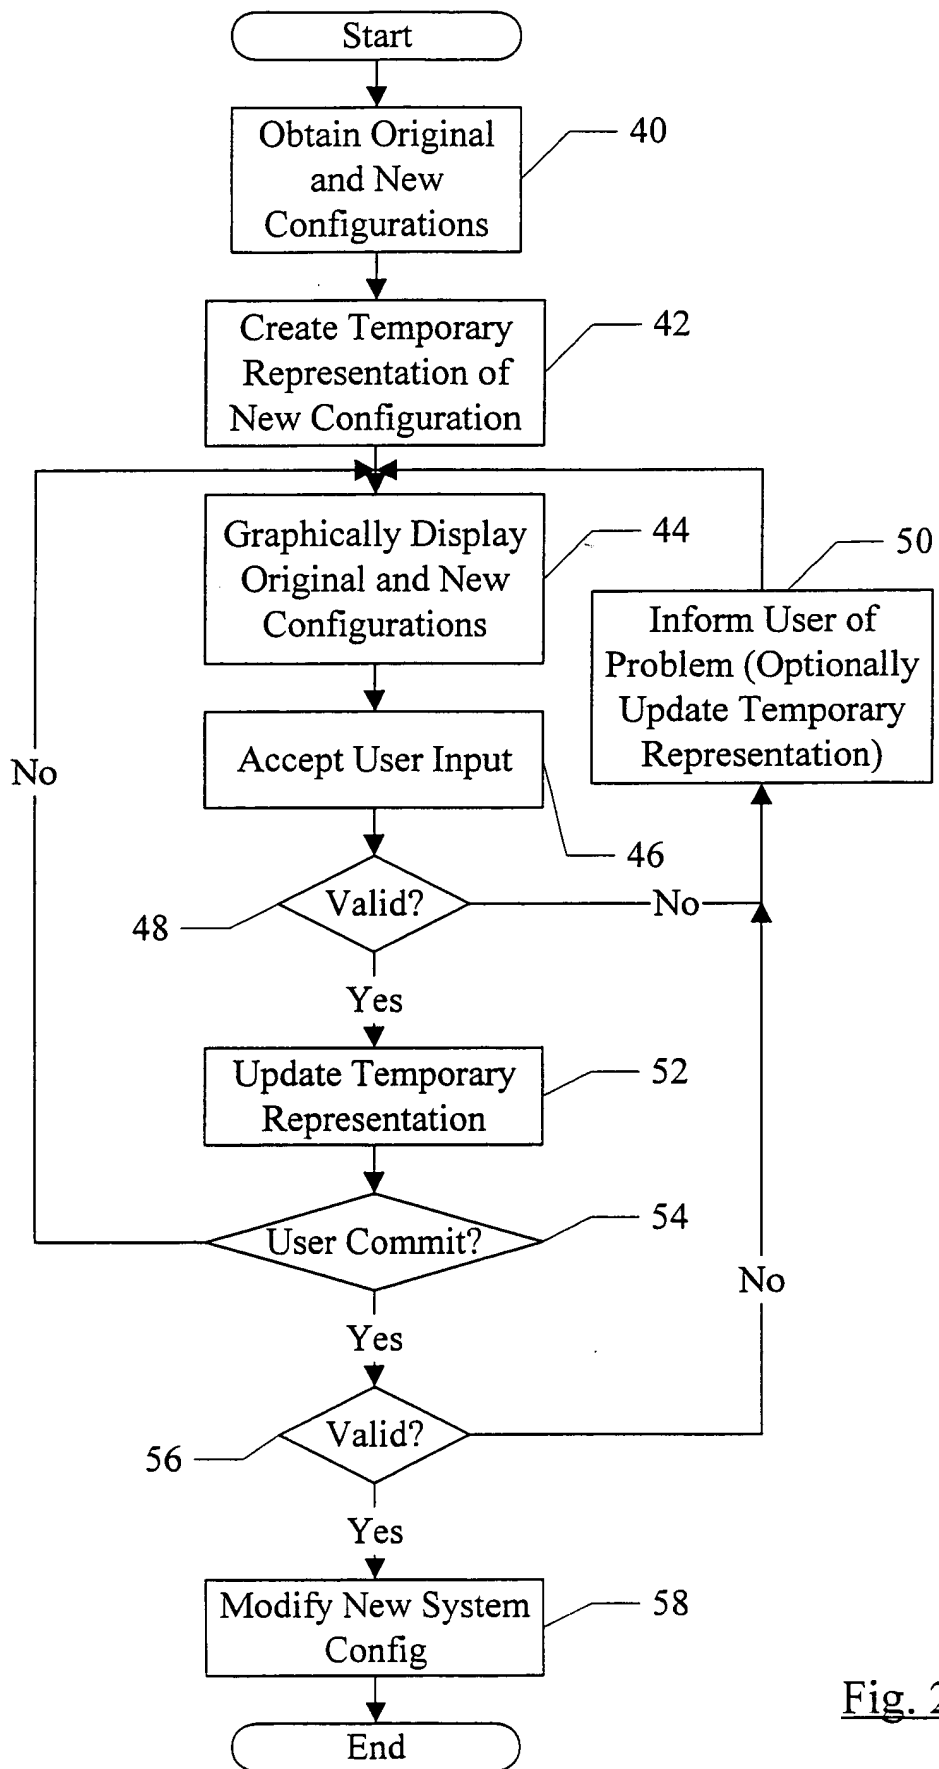 Start
Obtain Original
and New
Configurations
40
Create Temporary
Representation of
New Configuration
42
Graphically Display
Original and New
Configurations
44
50
Inform User of
Problem (Optionally
Update Temporary
Representation)
No
Accept User Input
46
Valid?
48
No
Yes
Update Temporary
Representation
52
User Commit?
54
No
Yes
Valid?
56
Yes
Modify New System
Config
58
End
Fig. 2